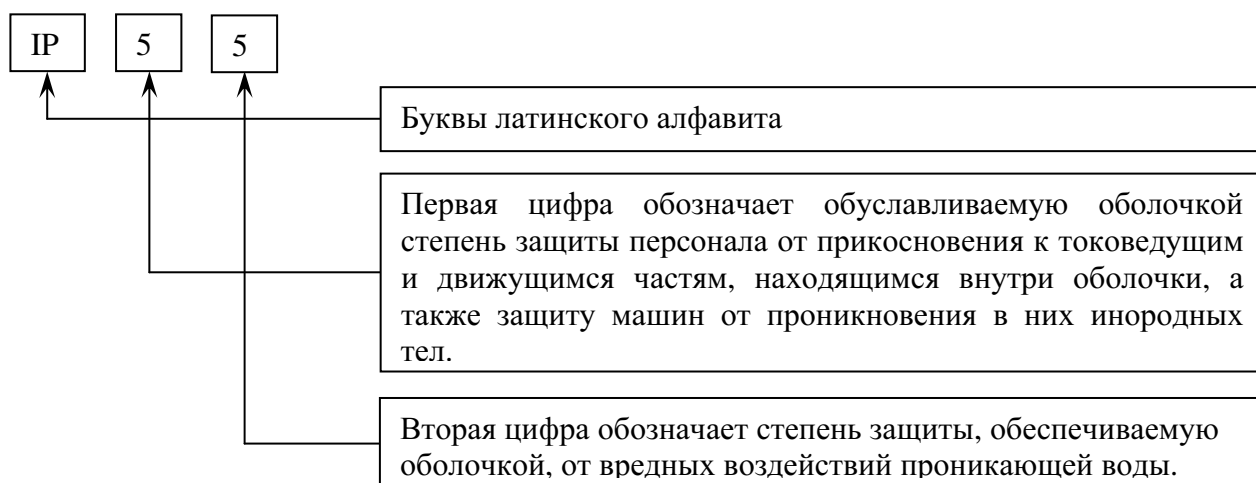 IP 5 5
Буквы латинского алфавита
Первая цифра обозначает обуславливаемую оболочкой
степень защиты персонала от прикосновения к токоведущим
и движущимся частям, находящимся внутри оболочки, а
также защиту машин от проникновения в них инородных
тел.
Вторая цифра обозначает степень защиты, обеспечиваемую
оболочкой, от вредных воздействий проникающей воды.